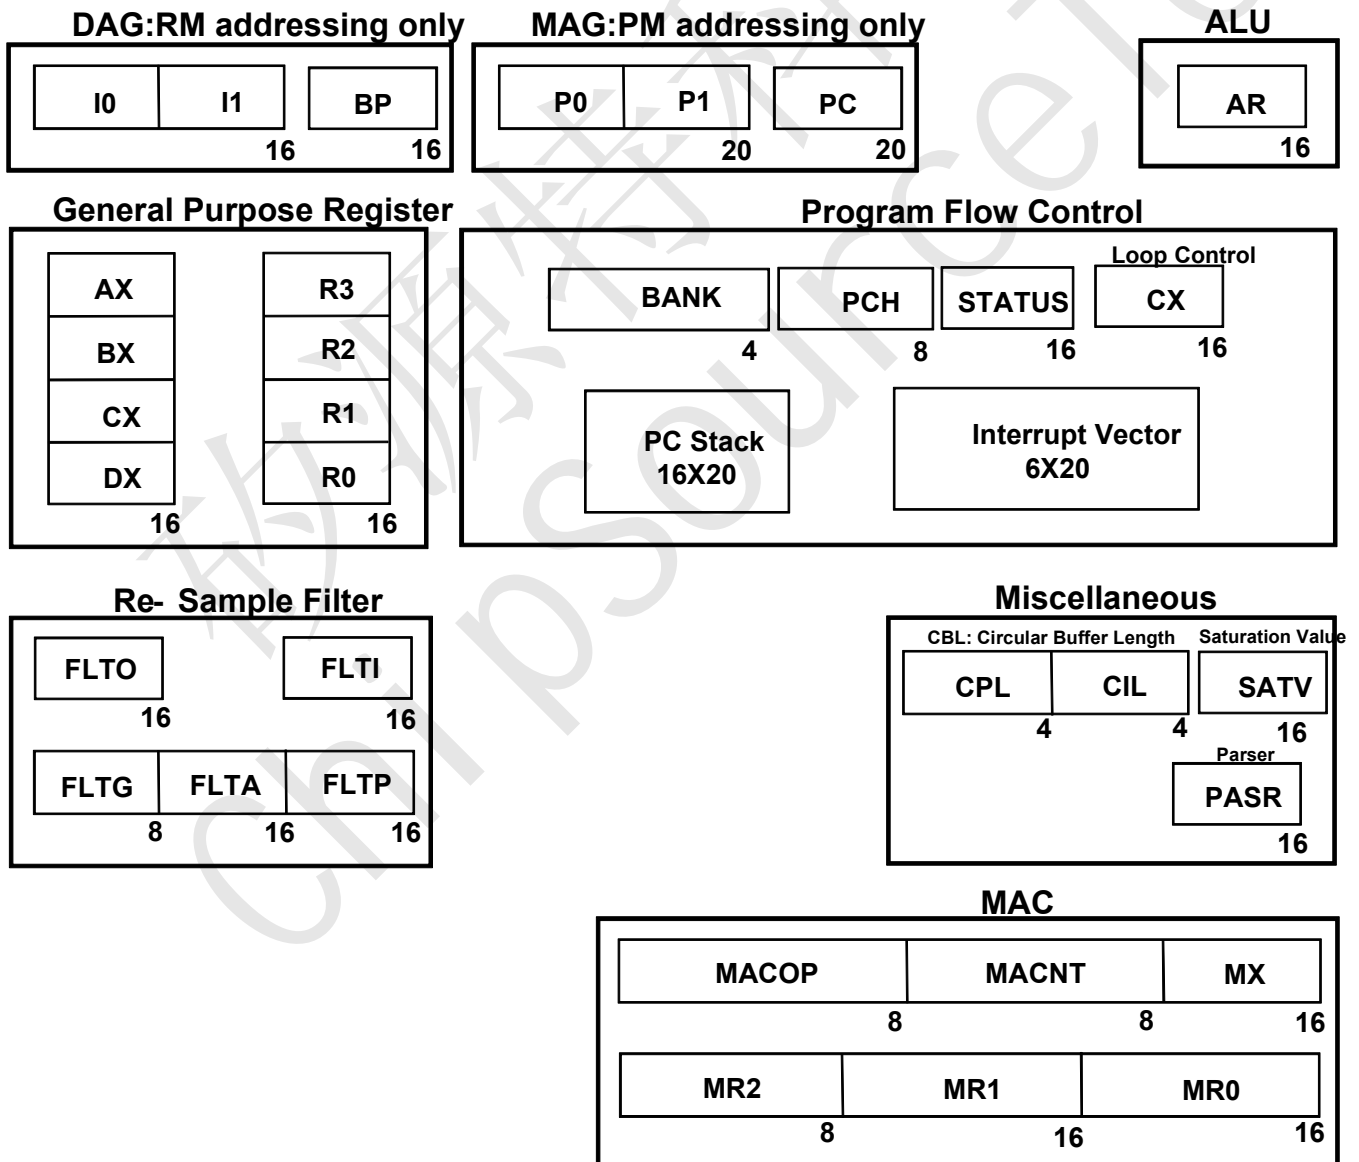 DAG:RM addressing only
MAG:PM addressing only
ALU
I0 I1 BP
16 16
P0 P1 PC
20 20
AR
16
General Purpose Register
AX R3
BX R2
CX R1
DX R0
16 16
Program Flow Control
Loop Control
BANK PCH STATUS CX
4 8 16 16
PC Stack
16X20
Interrupt Vector
6X20
Re- Sample Filter
FLTO FLTI
16 16
FLTG FLTA FLTP
8 16 16
Miscellaneous
CBL: Circular Buffer Length Saturation Value
CPL CIL SATV
4 4 16
Parser
PASR
16
MAC
MACOP MACNT MX
8 8 16
MR2 MR1 MR0
8 16 16
矽源特科
ChipSourceTe